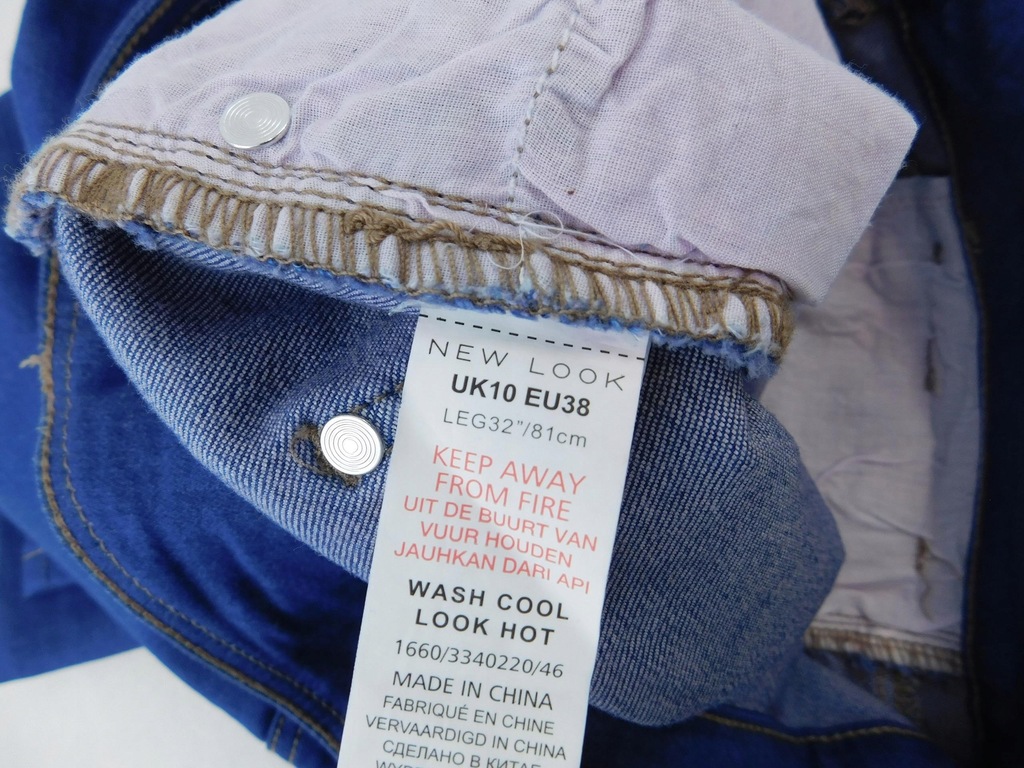 NEW LOOK
UK10 EU38
LEG32"/81cm
KEEP AWAY
FROM FIRE
UIT DE BUURT VAN
VUUR HOUDEN
JAUHKAN DARI API
WASH COOL
LOOK HOT
1660/3340220/46
MADE IN CHINA
FABRIQUÉ EN CHINE
VERVAARDIGD IN CHINA
СДЕЛАНО В КИТАЕ